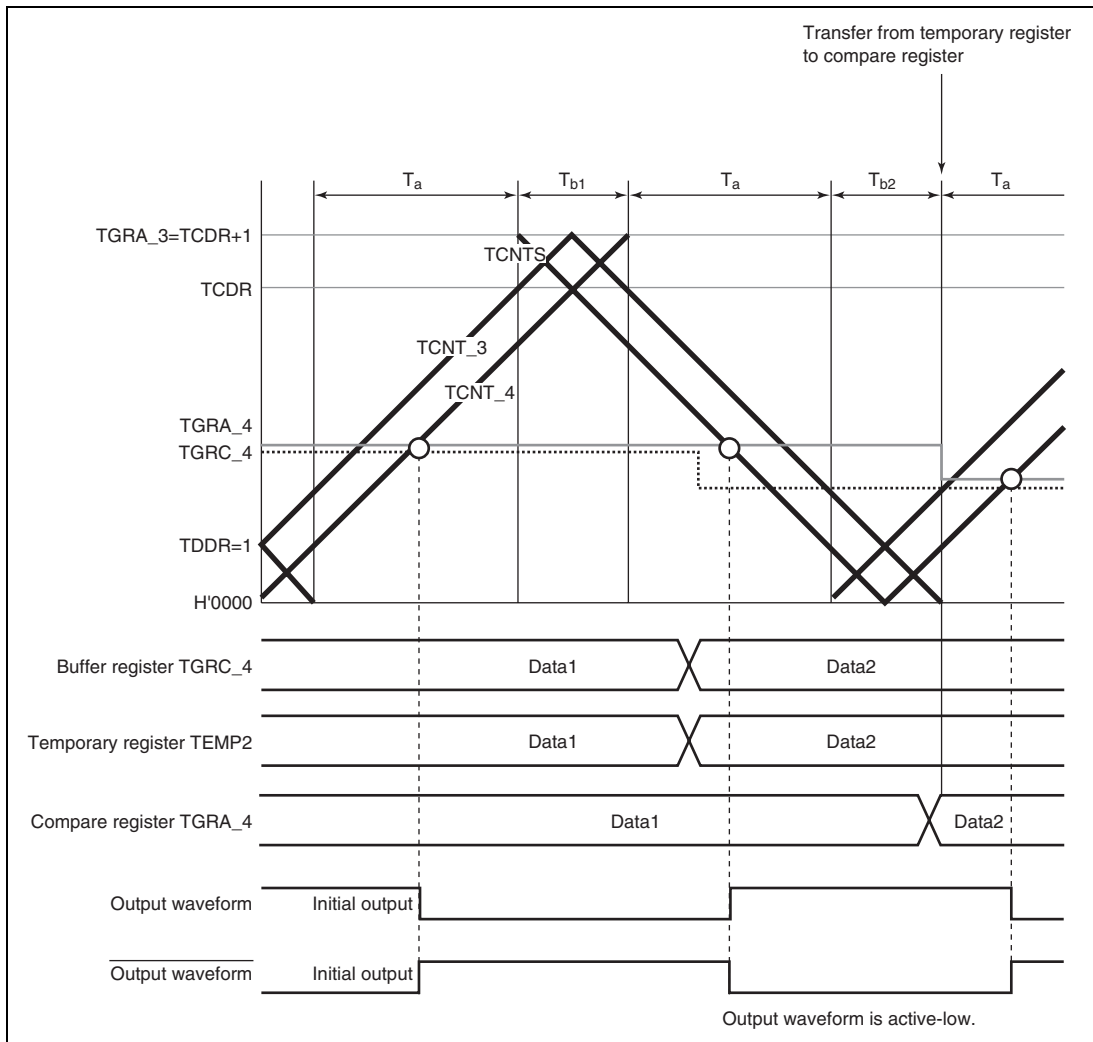 Transfer from temporary register
to compare register
Ta Tb1 Ta Tb2 Ta
TGRA_3=TCDR+1
TCNTS
TCDR
TCNT_3
TCNT_4
TGRA_4
TGRC_4
TDDR=1
H'0000
Buffer register TGRC_4 Data1 Data2
Temporary register TEMP2 Data1 Data2
Compare register TGRA_4 Data1 Data2
Output waveform Initial output
Output waveform Initial output
Output waveform is active-low.